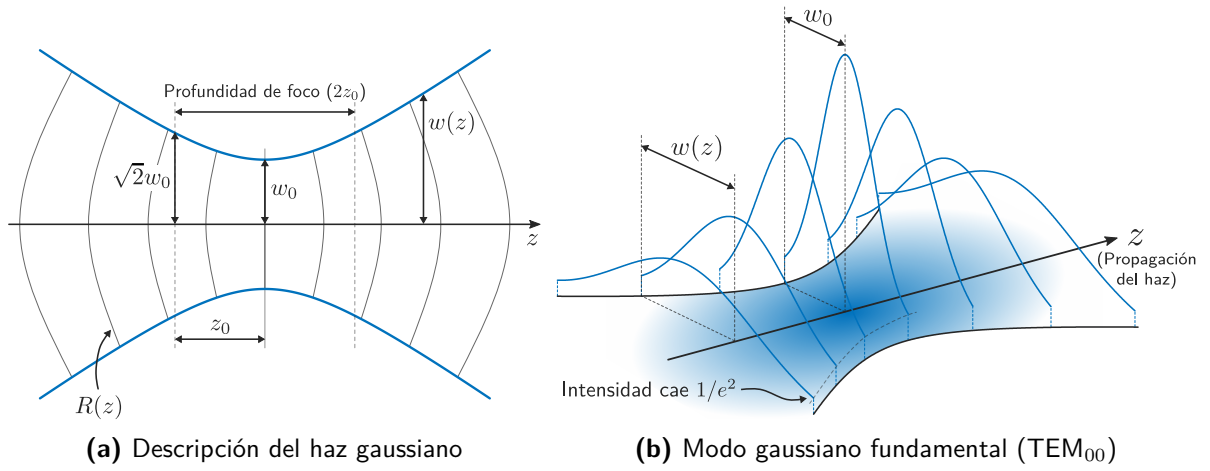 Profundidad de foco (2z₀)
w(z)
√2w₀
w₀
z
z₀
R(z)
(a) Descripción del haz gaussiano
w₀
w(z)
z
(Propagación
del haz)
Intensidad cae 1/e²
(b) Modo gaussiano fundamental (TEM₀₀)